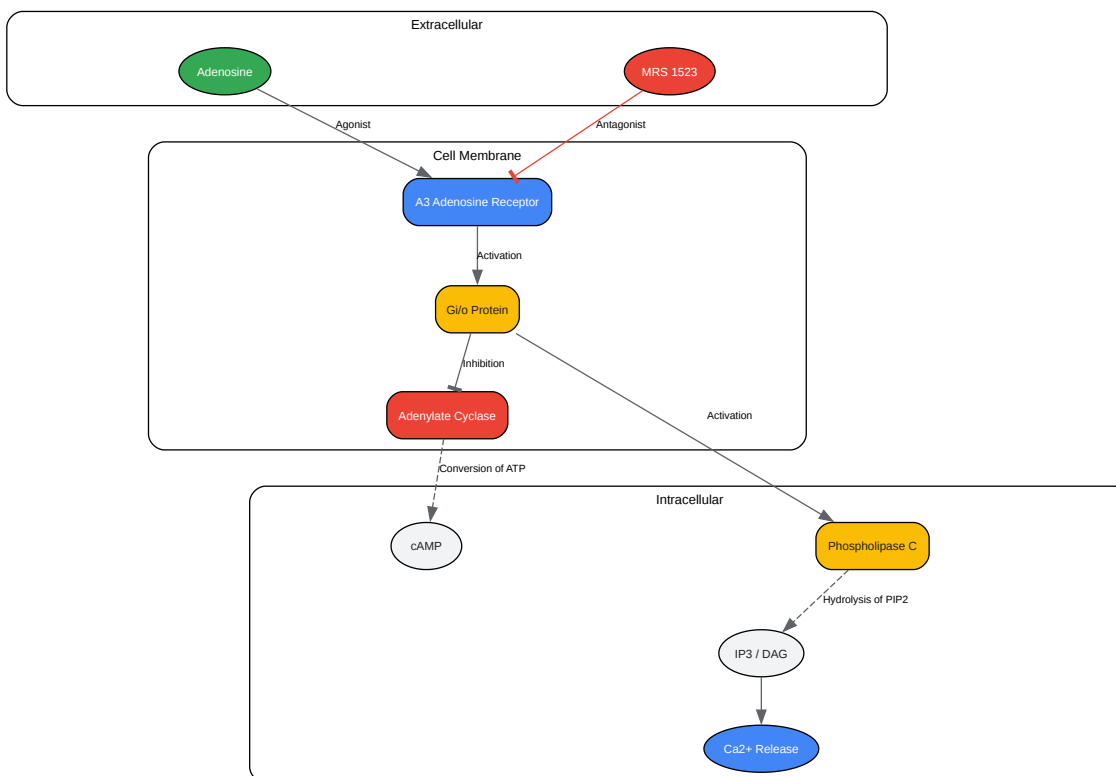 Extracellular
Adenosine
MRS 1523
Agonist
Antagonist
Cell Membrane
A3 Adenosine Receptor
Activation
Gi/o Protein
Inhibition
Adenylate Cyclase
Activation
Conversion of ATP
Intracellular
cAMP
Phospholipase C
Hydrolysis of PIP2
IP3 / DAG
Ca2+ Release